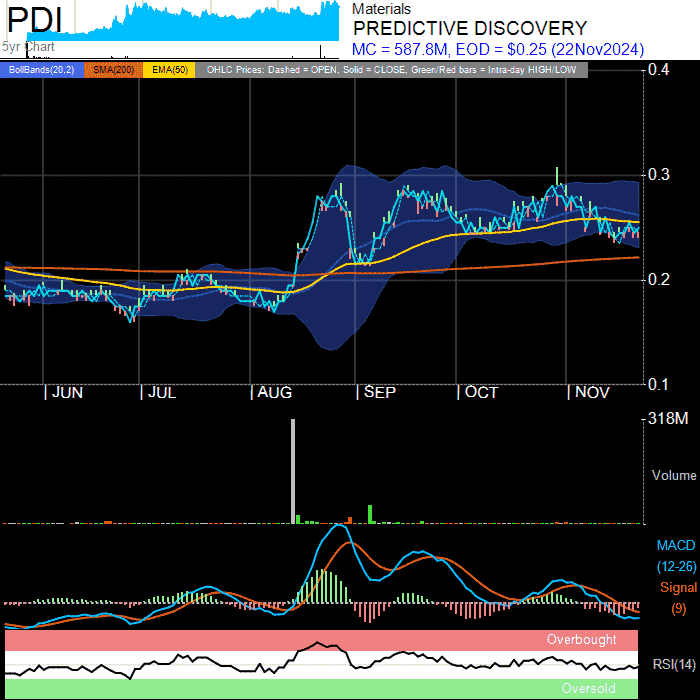 PDI
5yr Chart
Materials
PREDICTIVE DISCOVERY
MC = 587.8M, EOD = $0.25 (22Nov2024)
BollBands(20,2) SMA(200) EMA(50) OHLC Prices: Dashed = OPEN, Solid = CLOSE, Green/Red bars = Intra-day HIGH/LOW
0.4
0.3
0.2
0.1
JUN JUL AUG SEP OCT NOV
318M
Volume
MACD
(12-26)
Signal
(9)
Overbought
RSI(14)
Oversold